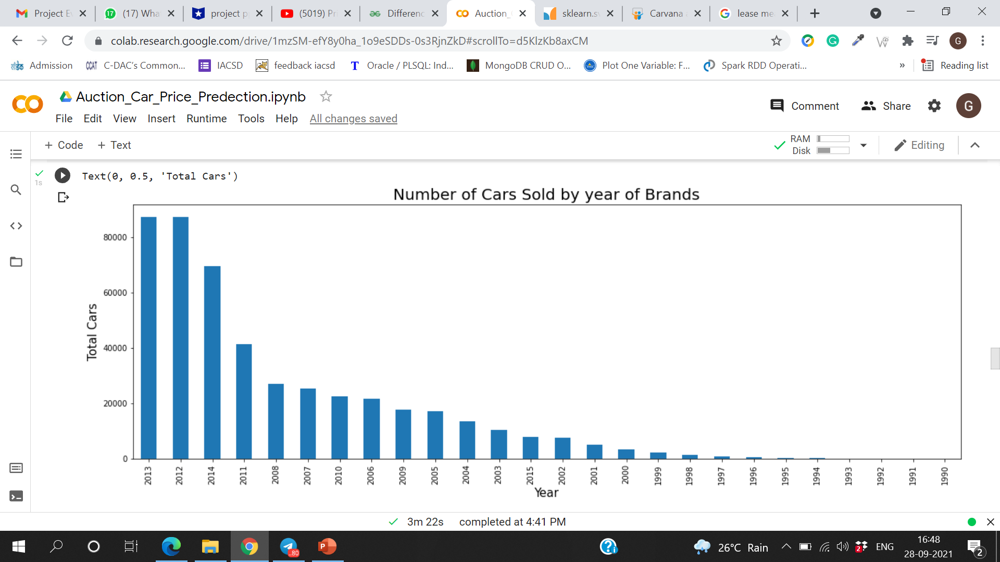 Project E
(17) Wha
project p
(5019) Pr
Differenc
Auction_
sklearn.s
Carvana
lease me
colab.research.google.com/drive/1mzSM-efY8y0ha_1o9eSDDs-0s3RjnZkD#scrollTo=d5KlzKb8axCM
G
Admission
CCAT C-DAC's Common...
IACSD
feedback iacsd
T Oracle / PLSQL: Ind...
MongoDB CRUD O...
Plot One Variable: F...
Spark RDD Operati...
»
Reading list
Auction_Car_Price_Predection.ipynb
Comment
Share
G
File Edit View Insert Runtime Tools Help All changes saved
+ Code + Text
RAM
Disk
Editing
1s
Text(0, 0.5, 'Total Cars')
Number of Cars Sold by year of Brands
80000
60000
40000
20000
0
Total Cars
2013 2012 2014 2011 2008 2007 2010 2006 2009 2005 2004 2003 2015 2002 2001 2000 1999 1998 1997 1996 1995 1994 1993 1992 1991 1990
Year
3m 22s completed at 4:41 PM
..80
P
26°C Rain
2
ENG
16:48
28-09-2021
2